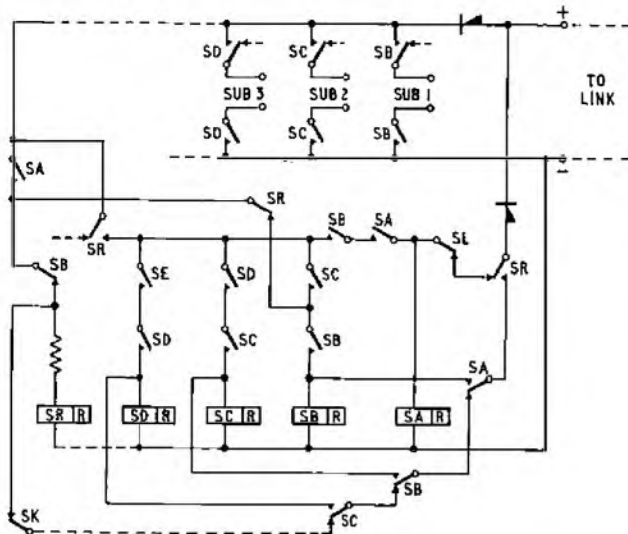 +
SD SC SB
SUB 3 SUB 2 SUB 1
TO
LINK
SD SC SB
−
SA
SR
SB SA
SR
SE
SR
SB
SE SD SC
SD SC SB
SA
SR R SD R SC R SB R SA R
SB
SC
SK